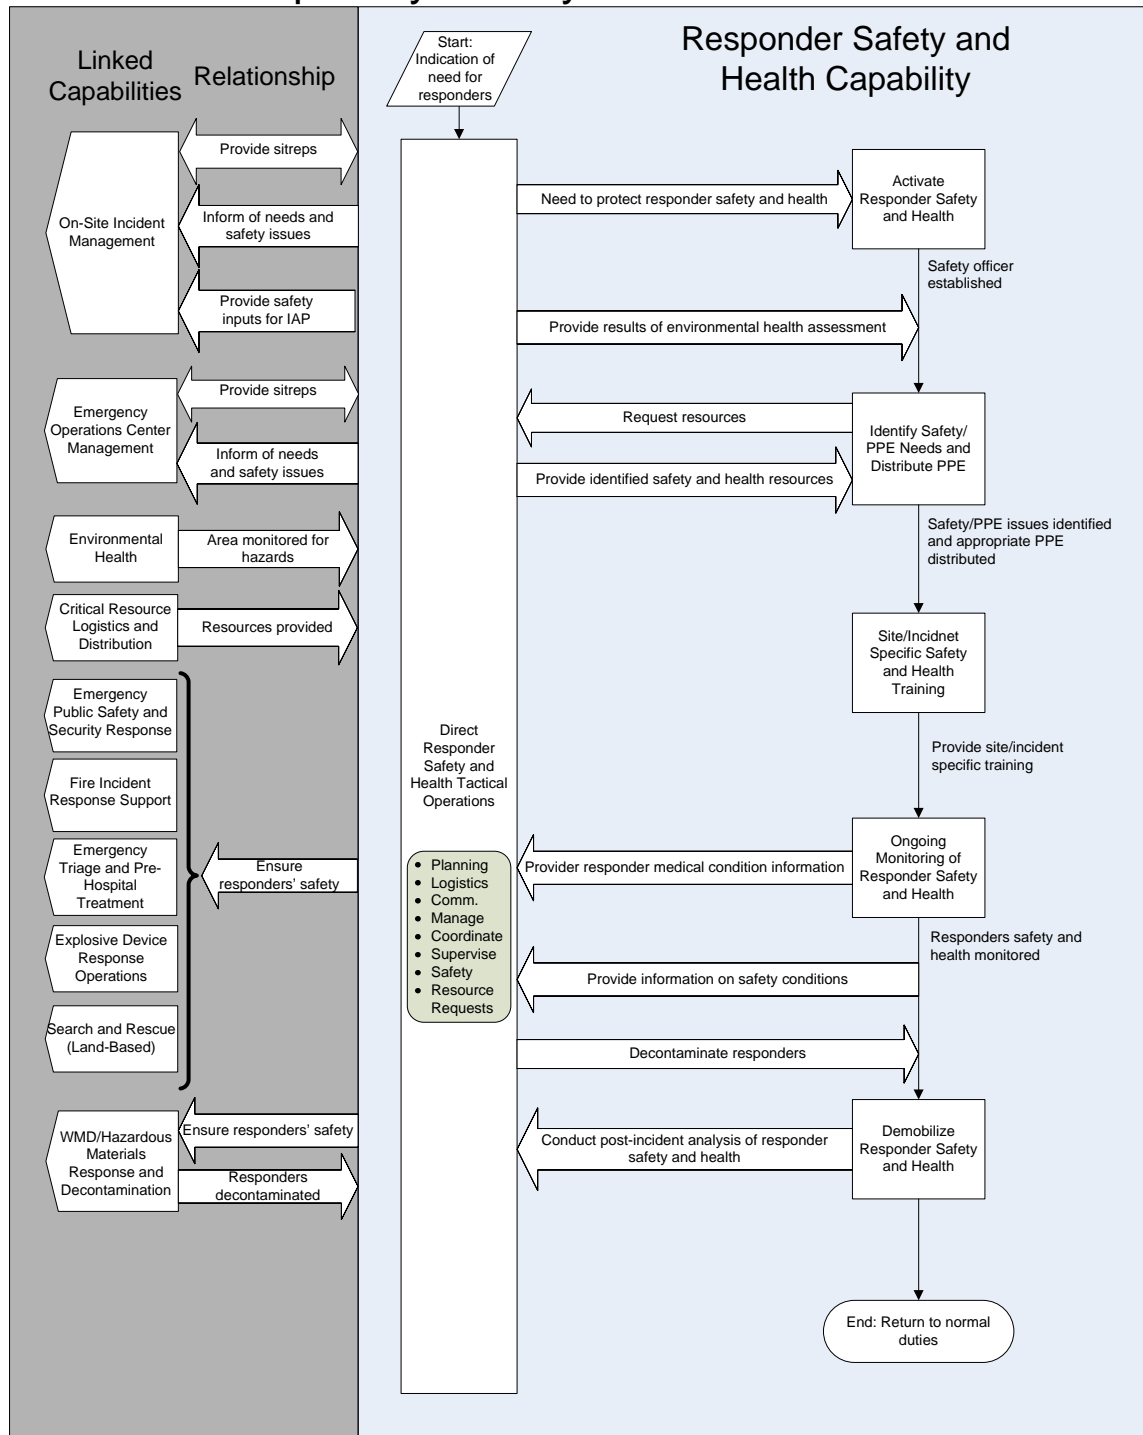 Linked
Capabilities
Relationship
Start:
Indication of
need for
responders
Responder Safety and
Health Capability
On-Site Incident
Management
Provide sitreps
Inform of needs and
safety issues
Provide safety
inputs for IAP
Need to protect responder safety and health
Activate
Responder Safety
and Health
Safety officer
established
Provide results of environmental health assessment
Emergency
Operations Center
Management
Provide sitreps
Inform of needs
and safety issues
Request resources
Provide identified safety and health resources
Identify Safety/
PPE Needs and
Distribute PPE
Safety/PPE issues identified
and appropriate PPE
distributed
Environmental
Health
Area monitored for
hazards
Critical Resource
Logistics and
Distribution
Resources provided
Site/Incidnet
Specific Safety
and Health
Training
Provide site/incident
specific training
Emergency
Public Safety and
Security Response
Fire Incident
Response Support
Emergency
Triage and Pre-
Hospital
Treatment
Explosive Device
Response
Operations
Search and Rescue
(Land-Based)
Ensure
responders' safety
Direct
Responder
Safety and
Health Tactical
Operations
• Planning
• Logistics
• Comm.
• Manage
• Coordinate
• Supervise
• Safety
• Resource
Requests
Provider responder medical condition information
Ongoing
Monitoring of
Responder Safety
and Health
Responders safety and
health monitored
Provide information on safety conditions
Decontaminate responders
WMD/Hazardous
Materials
Response and
Decontamination
Ensure responders' safety
Responders
decontaminated
Conduct post-incident analysis of responder
safety and health
Demobilize
Responder Safety
and Health
End: Return to normal
duties